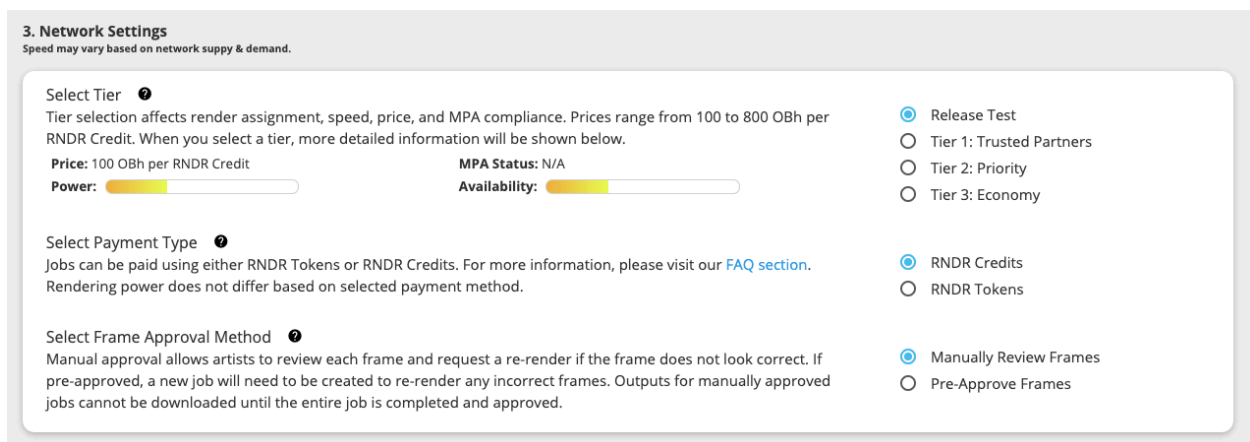 3. Network Settings
Speed may vary based on network suppy & demand.
Select Tier ?
Tier selection affects render assignment, speed, price, and MPA compliance. Prices range from 100 to 800 OBh per
RNDR Credit. When you select a tier, more detailed information will be shown below.
Price: 100 OBh per RNDR Credit
MPA Status: N/A
Power:
Availability:
Release Test
Tier 1: Trusted Partners
Tier 2: Priority
Tier 3: Economy
Select Payment Type ?
Jobs can be paid using either RNDR Tokens or RNDR Credits. For more information, please visit our FAQ section.
Rendering power does not differ based on selected payment method.
RNDR Credits
RNDR Tokens
Select Frame Approval Method ?
Manual approval allows artists to review each frame and request a re-render if the frame does not look correct. If
pre-approved, a new job will need to be created to re-render any incorrect frames. Outputs for manually approved
jobs cannot be downloaded until the entire job is completed and approved.
Manually Review Frames
Pre-Approve Frames